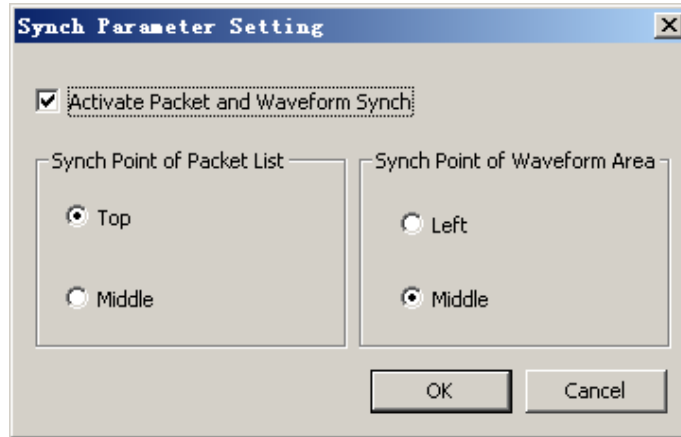 Synch Parameter Setting
Activate Packet and Waveform Synch
Synch Point of Packet List
Top
Middle
Synch Point of Waveform Area
Left
Middle
OK
Cancel